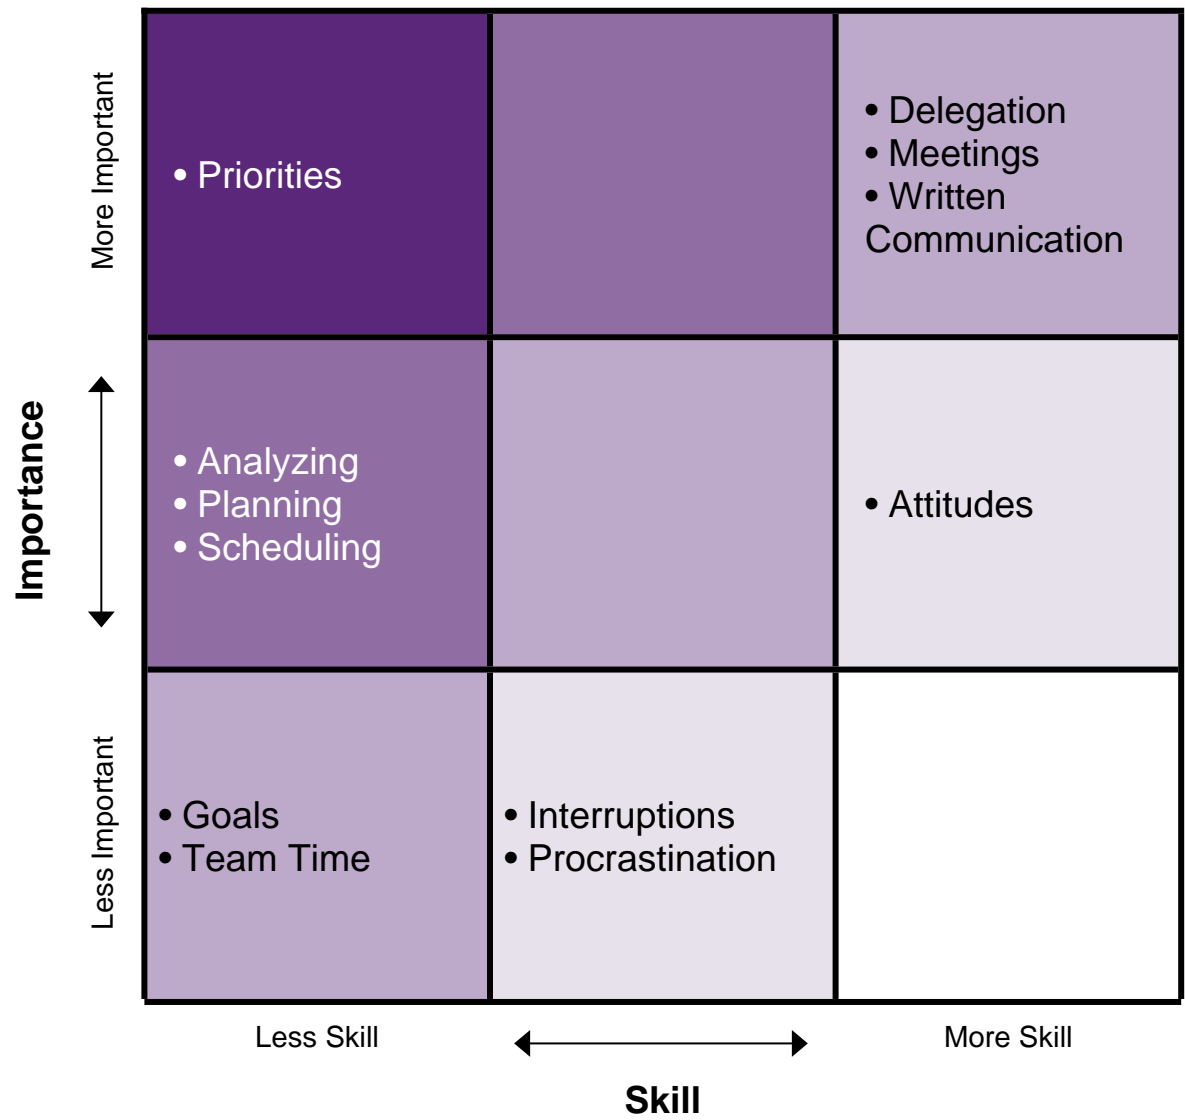 More Important
• Priorities
• Delegation
• Meetings
• Written
Communication
Importance
• Analyzing
• Planning
• Scheduling
• Attitudes
Less Important
• Goals
• Team Time
• Interruptions
• Procrastination
Less Skill
More Skill
Skill